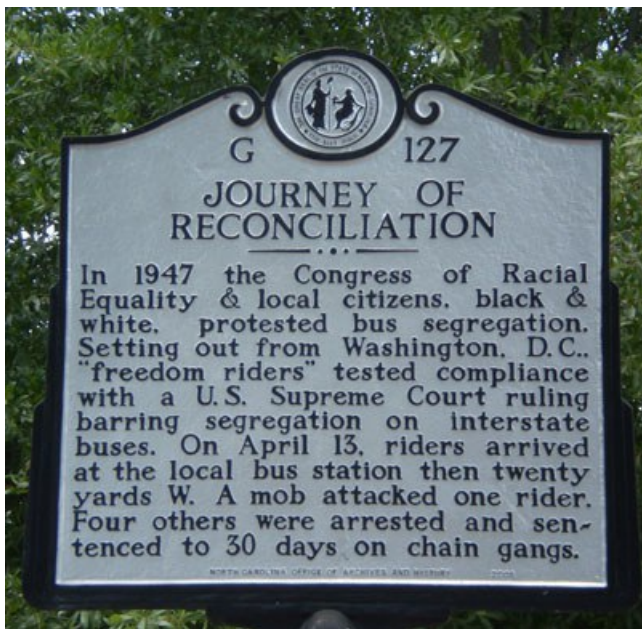 G 127
JOURNEY OF
RECONCILIATION
In 1947 the Congress of Racial
Equality & local citizens, black &
white, protested bus segregation.
Setting out from Washington, D.C.,
"freedom riders" tested compliance
with a U.S. Supreme Court ruling
barring segregation on interstate
buses. On April 13, riders arrived
at the local bus station then twenty
yards W. A mob attacked one rider.
Four others were arrested and sen-
tenced to 30 days on chain gangs.
NORTH CAROLINA OFFICE OF ARCHIVES AND HISTORY